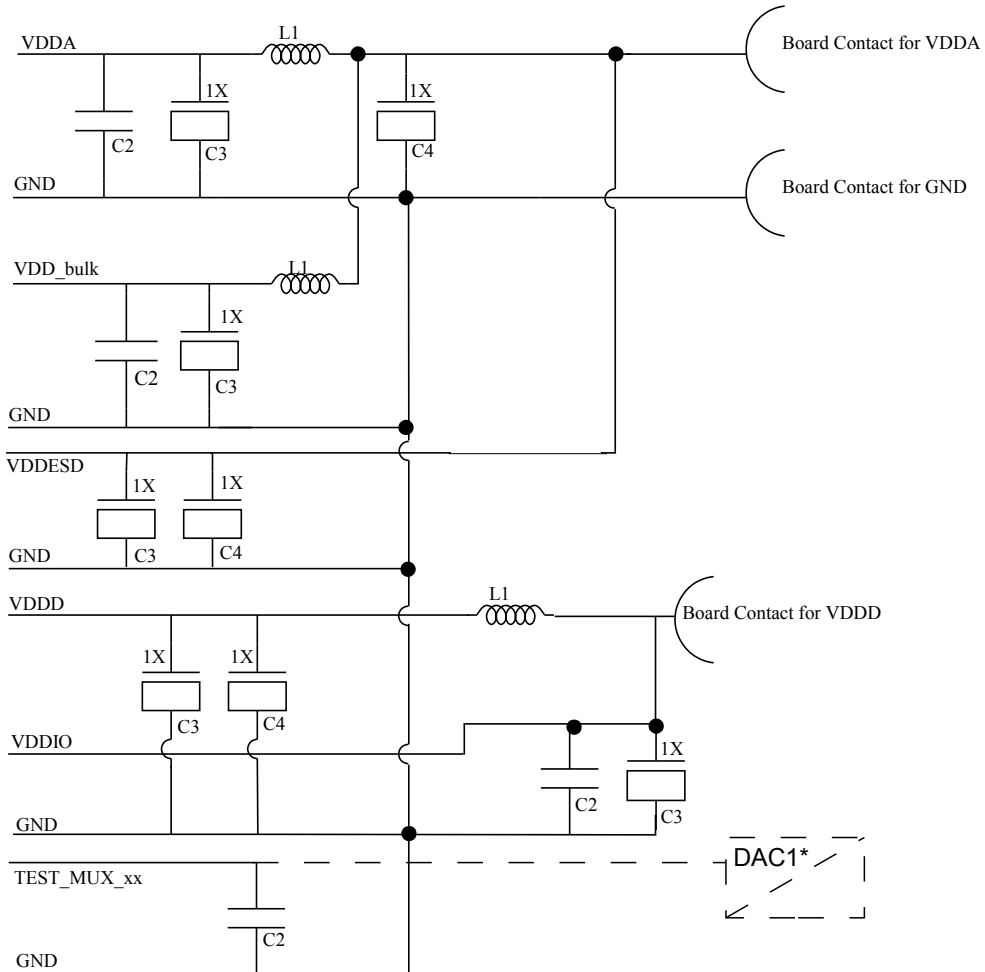 L1
VDDA
Board Contact for VDDA
1X
1X
C2
C3
C4
GND
Board Contact for GND
VDD_bulk
L1
1X
C2
C3
GND
VDDESD
1X
1X
C3
C4
GND
VDDD
L1
Board Contact for VDDD
1X
1X
C3
C4
VDDIO
1X
C2
C3
GND
DAC1*
TEST_MUX_xx
C2
GND